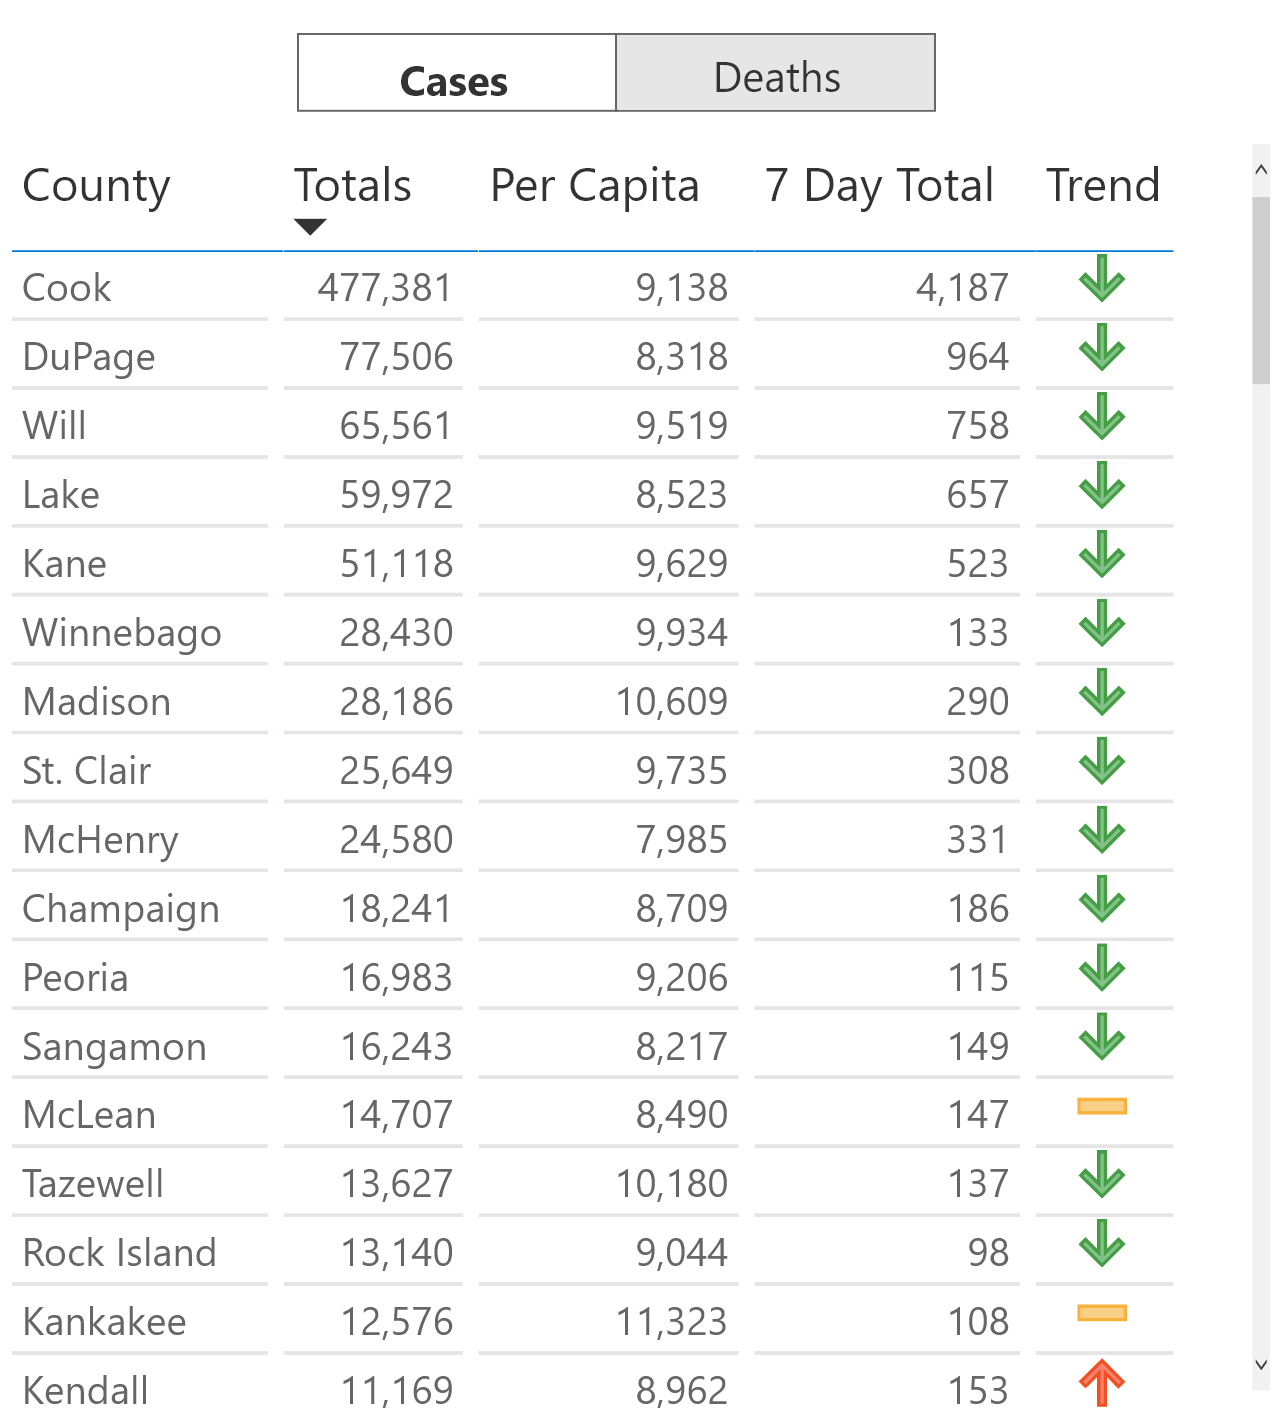 Cases Deaths
County Totals Per Capita 7 Day Total Trend
Cook 477,381 9,138 4,187
DuPage 77,506 8,318 964
Will 65,561 9,519 758
Lake 59,972 8,523 657
Kane 51,118 9,629 523
Winnebago 28,430 9,934 133
Madison 28,186 10,609 290
St. Clair 25,649 9,735 308
McHenry 24,580 7,985 331
Champaign 18,241 8,709 186
Peoria 16,983 9,206 115
Sangamon 16,243 8,217 149
McLean 14,707 8,490 147
Tazewell 13,627 10,180 137
Rock Island 13,140 9,044 98
Kankakee 12,576 11,323 108
Kendall 11,169 8,962 153